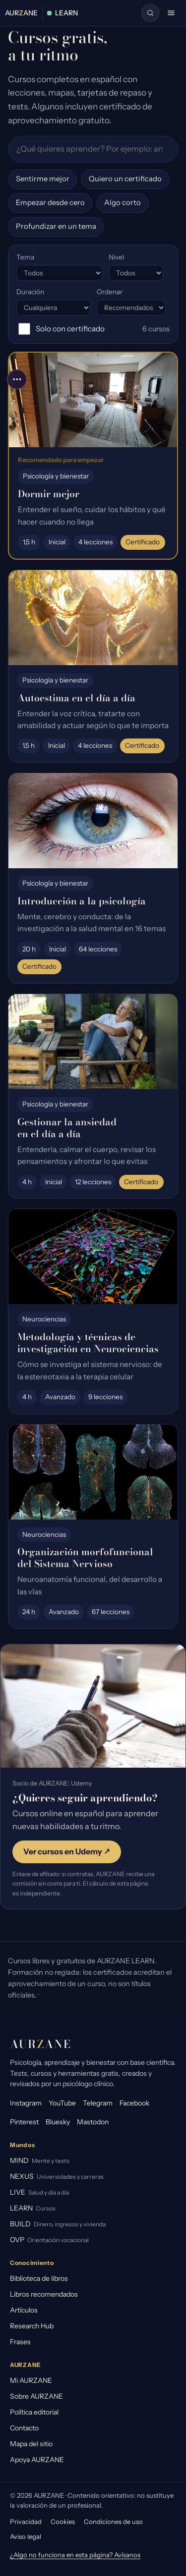 AURZANE LEARN
Cursos gratis,
a tu ritmo
Cursos completos en español con
lecciones, mapas, tarjetas de repaso y
tests. Algunos incluyen certificado de
aprovechamiento gratuito.
¿Qué quieres aprender? Por ejemplo: an
Sentirme mejor Quiero un certificado
Empezar desde cero Algo corto
Profundizar en un tema
Tema Nivel
Todos Todos
Duración Ordenar
Cualquiera Recomendados
Solo con certificado 6 cursos
Recomendado para empezar
Psicología y bienestar
Dormir mejor
Entender el sueño, cuidar los hábitos y qué
hacer cuando no llega
1,5 h Inicial 4 lecciones Certificado
Psicología y bienestar
Autoestima en el día a día
Entender la voz crítica, tratarte con
amabilidad y actuar según lo que te importa
1,5 h Inicial 4 lecciones Certificado
Psicología y bienestar
Introducción a la psicología
Mente, cerebro y conducta: de la
investigación a la salud mental en 16 temas
20 h Inicial 64 lecciones
Certificado
Psicología y bienestar
Gestionar la ansiedad
en el día a día
Entenderla, calmar el cuerpo, revisar los
pensamientos y afrontar lo que evitas
4 h Inicial 12 lecciones Certificado
Neurociencias
Metodología y técnicas de
investigación en Neurociencias
Cómo se investiga el sistema nervioso: de
la estereotaxia a la terapia celular
4 h Avanzado 9 lecciones
Neurociencias
Organización morfofuncional
del Sistema Nervioso
Neuroanatomía funcional, del desarrollo a
las vías
24 h Avanzado 67 lecciones
Socio de AURZANE: Udemy
¿Quieres seguir aprendiendo?
Cursos online en español para aprender
nuevas habilidades a tu ritmo.
Ver cursos en Udemy ↗
Enlace de afiliado: si contratas, AURZANE recibe una
comisión sin coste para ti. El cálculo de esta página
es independiente.
Cursos libres y gratuitos de AURZANE LEARN.
Formación no reglada: los certificados acreditan el
aprovechamiento de un curso, no son títulos
oficiales. ·
AURZANE
Psicología, aprendizaje y bienestar con base científica.
Tests, cursos y herramientas gratis, creados y
revisados por un psicólogo clínico.
Instagram YouTube Telegram Facebook
Pinterest Bluesky Mastodon
Mundos
MIND Mente y tests
NEXUS Universidades y carreras
LIVE Salud y día a día
LEARN Cursos
BUILD Dinero, ingresos y vivienda
OVP Orientación vocacional
Conocimiento
Biblioteca de libros
Libros recomendados
Artículos
Research Hub
Frases
AURZANE
Mi AURZANE
Sobre AURZANE
Política editorial
Contacto
Mapa del sitio
Apoya AURZANE
© 2026 AURZANE · Contenido orientativo: no sustituye
la valoración de un profesional.
Privacidad Cookies Condiciones de uso
Aviso legal
¿Algo no funciona en esta página? Avísanos